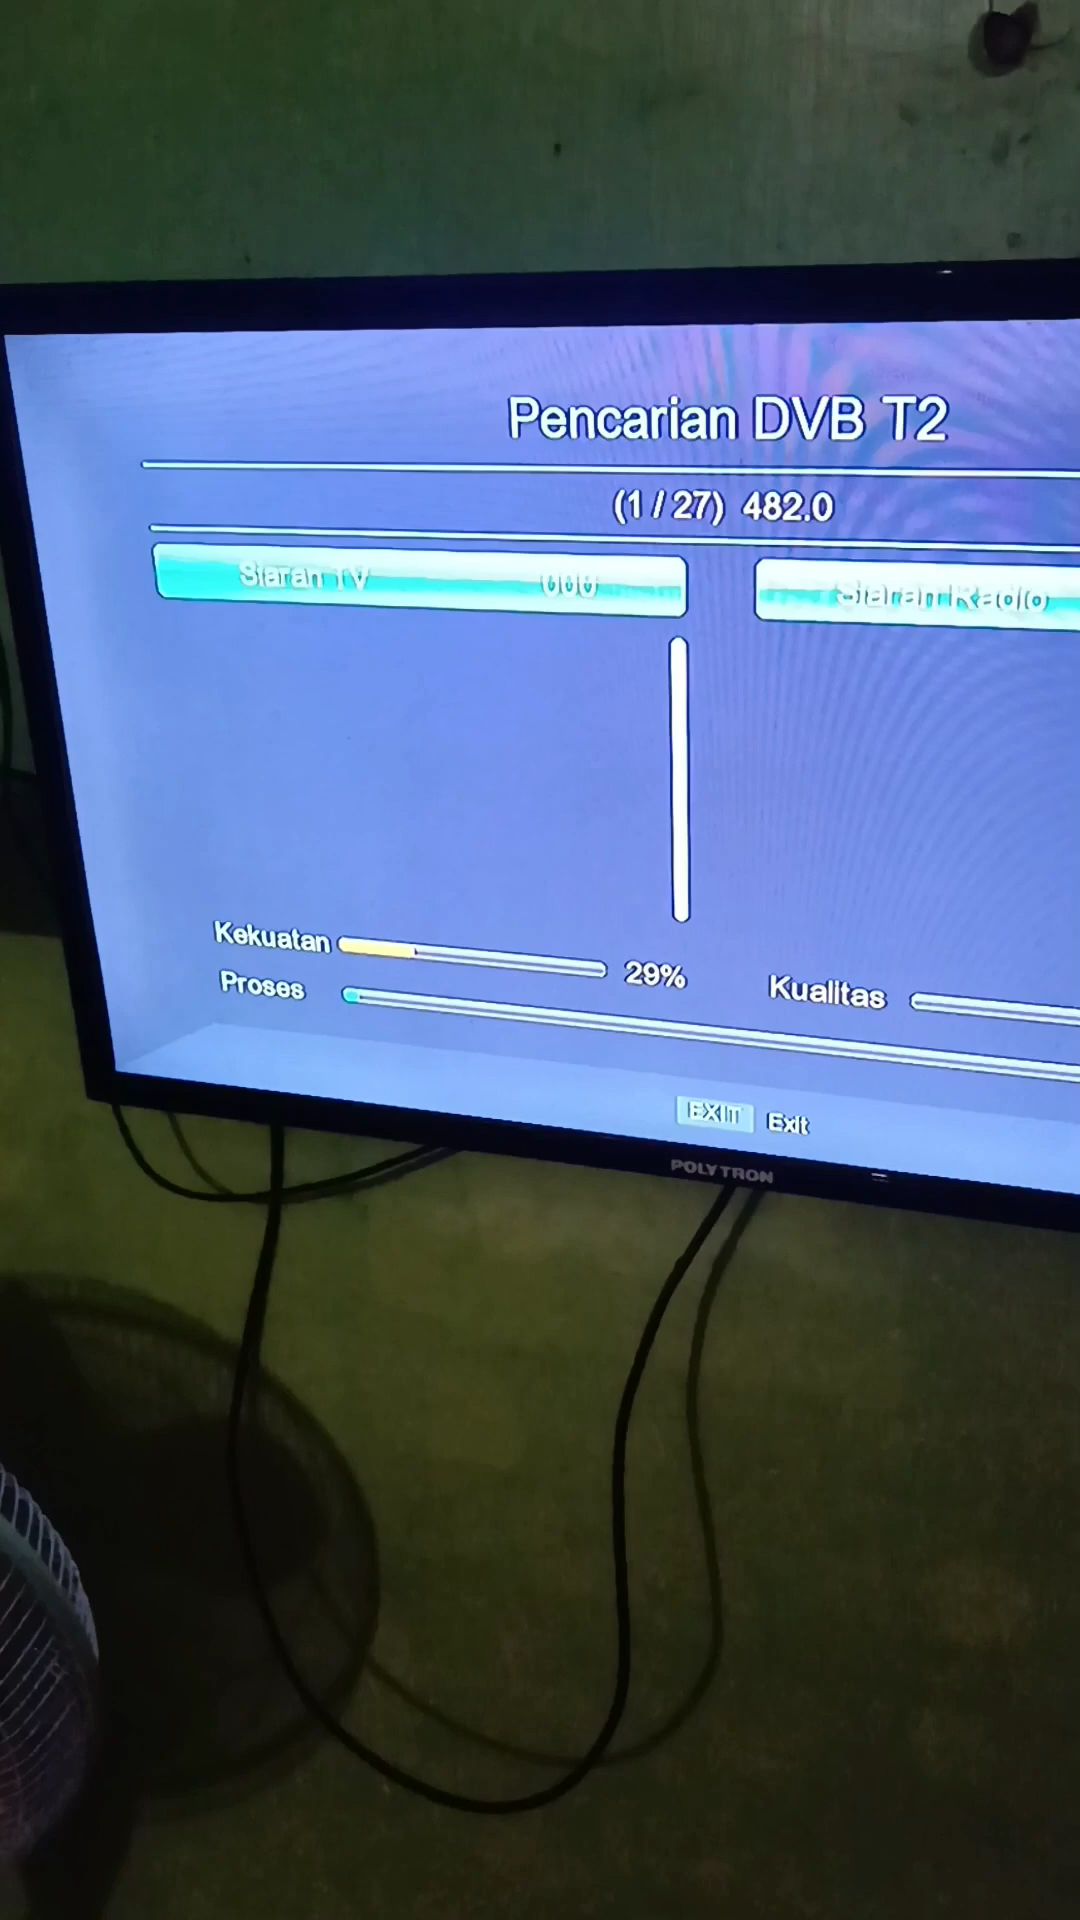 Pencarian DVB T2
(1 / 27) 482.0
Siaran TV 000 Siaran Radio
Kekuatan 29% Kualitas
Proses
EXIT Exit
POLYTRON